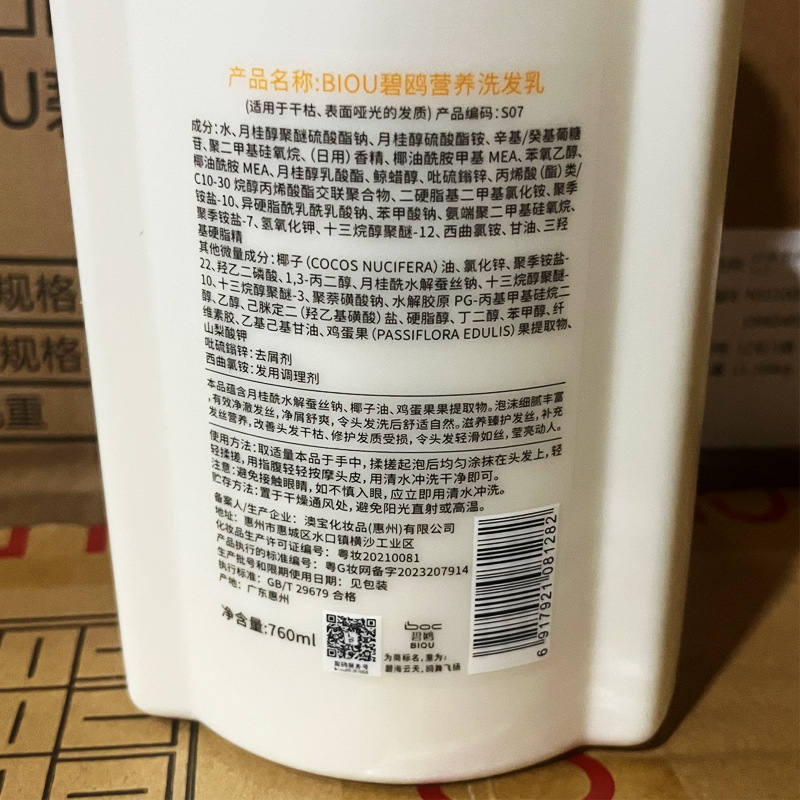 产品名称:BIOU碧鸥营养洗发乳
(适用于干枯、表面哑光的发质) 产品编码:S07
成分:水、月桂醇聚醚硫酸酯钠、月桂醇硫酸酯铵、辛基/癸基葡糖
苷、聚二甲基硅氧烷、(日用)香精、椰油酰胺甲基MEA、苯氧乙醇、
椰油酰胺 MEA、月桂醇乳酸酯、鲸蜡醇、吡硫鎓锌、丙烯酸(酯)类/
C10-30 烷醇丙烯酸酯交联聚合物、二硬脂基二甲基氯化铵、聚季
铵盐-10、异硬脂酰乳酰乳酸钠、苯甲酸钠、氨端聚二甲基硅氧烷、
聚季铵盐-7、氢氧化钾、十三烷醇聚醚-12、西曲氯铵、甘油、三羟
基硬脂精
其他微量成分:椰子(COCOS NUCIFERA)油、氯化锌、聚季铵盐-
22、羟乙二磷酸、1,3-丙二醇、月桂酰水解蚕丝钠、十三烷醇聚醚-
10、十三烷醇聚醚-3、聚萘磺酸钠、水解胶原 PG-丙基甲基硅烷二
醇、乙醇、己脒定二(羟乙基磺酸)盐、硬脂醇、丁二醇、苯甲醇、纤
维素胶、乙基己基甘油、鸡蛋果(PASSIFLORA EDULIS)果提取物、
山梨酸钾
吡硫鎓锌:去屑剂
西曲氯铵:发用调理剂
本品蕴含月桂酰水解蚕丝钠、椰子油、鸡蛋果果提取物。泡沫细腻丰富
,有效净澈发丝，净屑舒爽，令头发洗后舒适自然。滋养臻护发丝，补充
发丝营养，改善头发干枯、修护发质受损，令头发轻滑如丝，莹亮动人。
使用方法:取适量本品于手中，揉搓起泡后均匀涂抹在头发上，轻
轻揉搓，用指腹轻轻按摩头皮，用清水冲洗干净即可。
注意:避免接触眼睛，如不慎入眼，应立即用清水冲洗。
贮存方法:置于干燥通风处，避免阳光直射或高温。
备案人/生产企业：澳宝化妆品(惠州)有限公司
地址：惠州市惠城区水口镇横沙工业区
化妆品生产许可证编号：粤妆20210081
产品执行的标准编号：粤G妆网备字2023207914
生产批号和限期使用日期：见包装
执行标准：GB/T 29679 合格
产地：广东惠州
净含量:760ml
boc
碧鸥
BIOU
为商标名,意为:
碧海云天,鸥舞飞扬
6 917921 081282
规格
规格
毛重